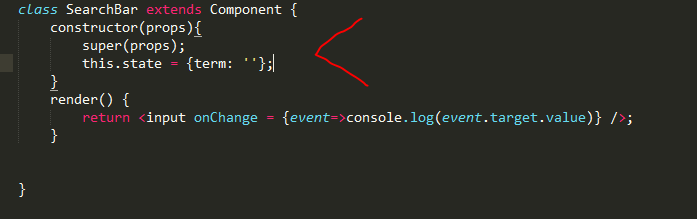 class SearchBar extends Component {
constructor(props){
super(props);
this.state = {term: ''};
}
render() {
return <input onChange = {event=>console.log(event.target.value)} />;
}
}